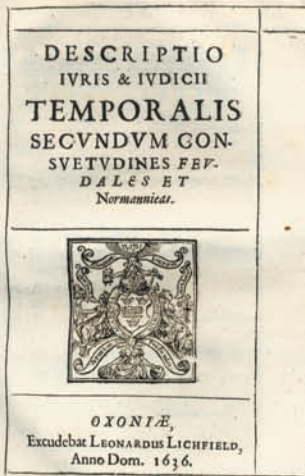 DESCRIPTIO
IVRIS & IVDICII
TEMPORALIS
SECVNDVM CON-
SVETVDINES FEV-
DALES ET
Normannicas.
OXONIÆ,
Excudebat LEONARDUS LICHFIELD,
Anno Dom. 1636.